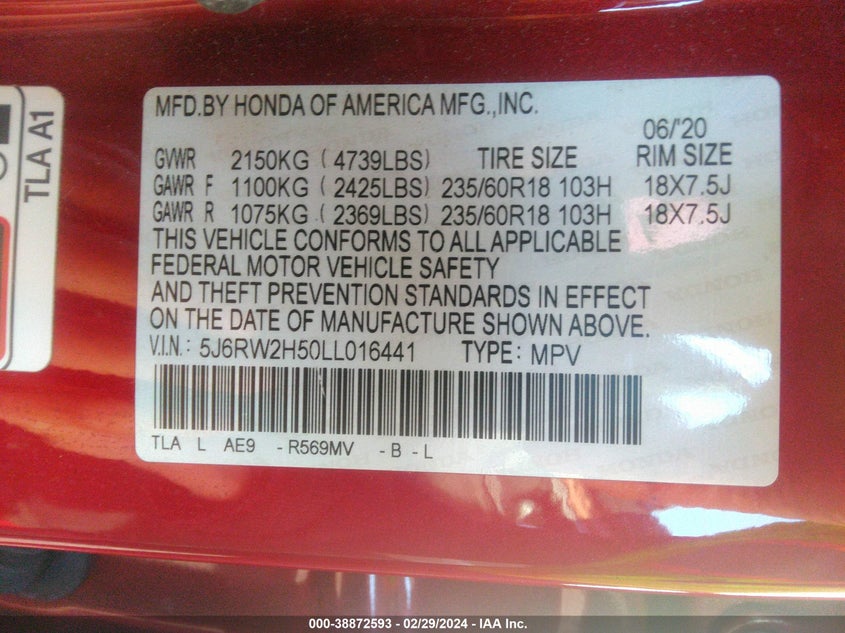 TLA A1
MFD.BY HONDA OF AMERICA MFG.,INC.
06/'20
GVWR 2150KG ( 4739LBS) TIRE SIZE RIM SIZE
GAWR F 1100KG ( 2425LBS) 235/60R18 103H 18X7.5J
GAWR R 1075KG (2369LBS) 235/60R18 103H 18X7.5J
THIS VEHICLE CONFORMS TO ALL APPLICABLE
FEDERAL MOTOR VEHICLE SAFETY
AND THEFT PREVENTION STANDARDS IN EFFECT
ON THE DATE OF MANUFACTURE SHOWN ABOVE.
V.I.N.: 5J6RW2H50LL016441 TYPE: MPV
TLA L AE9 -R569MV -B -L
000-38872593 - 02/29/2024 - IAA Inc.